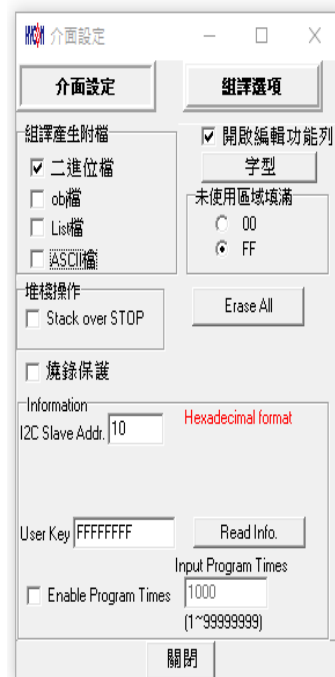 HYCON 介面設定
介面設定
組譯選項
組譯產生附檔
二進位檔
obj檔
List檔
ASCII檔
開啟編輯功能列
字型
未使用區域填滿
00
FF
堆棧操作
Stack over STOP
Erase All
燒錄保護
Information
I2C Slave Addr. 10
Hexadecimal format
User Key FFFFFFFF
Read Info.
Input Program Times
Enable Program Times 1000
(1~99999999)
關閉